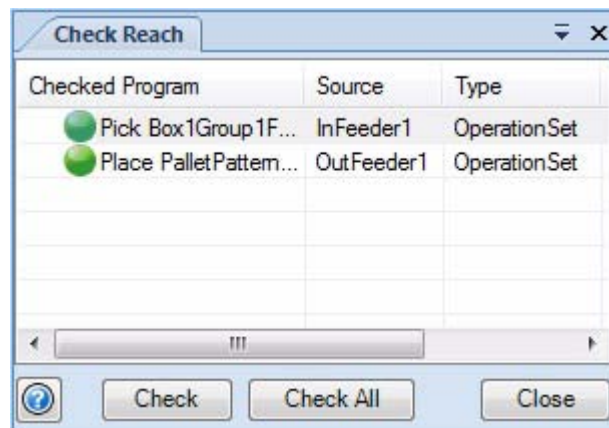 Check Reach
Checked Program Source Type
Pick Box1Group1F... InFeeder1 OperationSet
Place PalletPattern... OutFeeder1 OperationSet
Check Check All Close